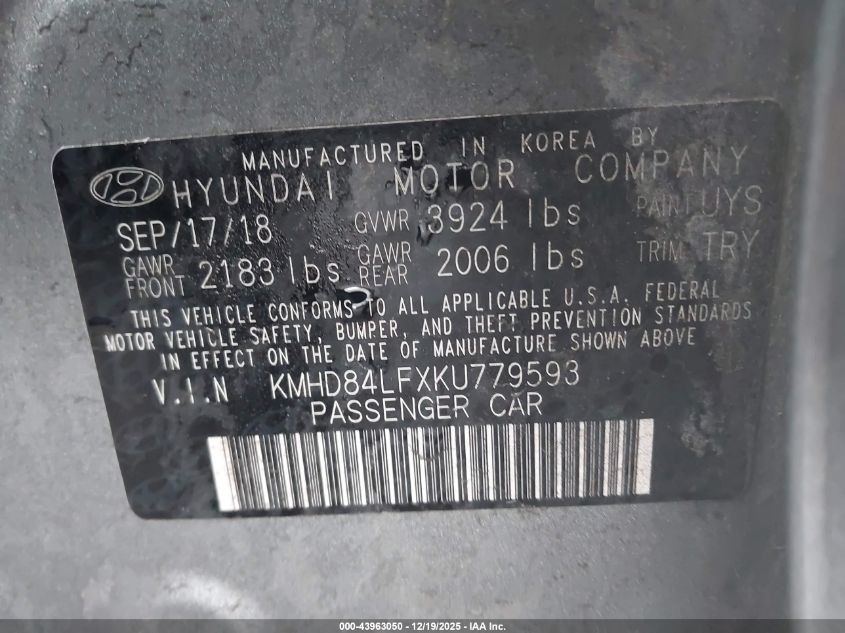 MANUFACTURED IN KOREA BY
HYUNDAI MOTOR COMPANY
SEP/17/18 GVWR 3924 lbs PAINT UYS
GAWR FRONT 2183 lbs GAWR REAR 2006 lbs TRIM TRY
THIS VEHICLE CONFORMS TO ALL APPLICABLE U.S.A. FEDERAL
MOTOR VEHICLE SAFETY, BUMPER, AND THEFT PREVENTION STANDARDS
IN EFFECT ON THE DATE OF MANUFACTURE SHOWN ABOVE
V.I.N KMHD84LFXKU779593
PASSENGER CAR
000-43963050 - 12/19/2025 - IAA Inc.